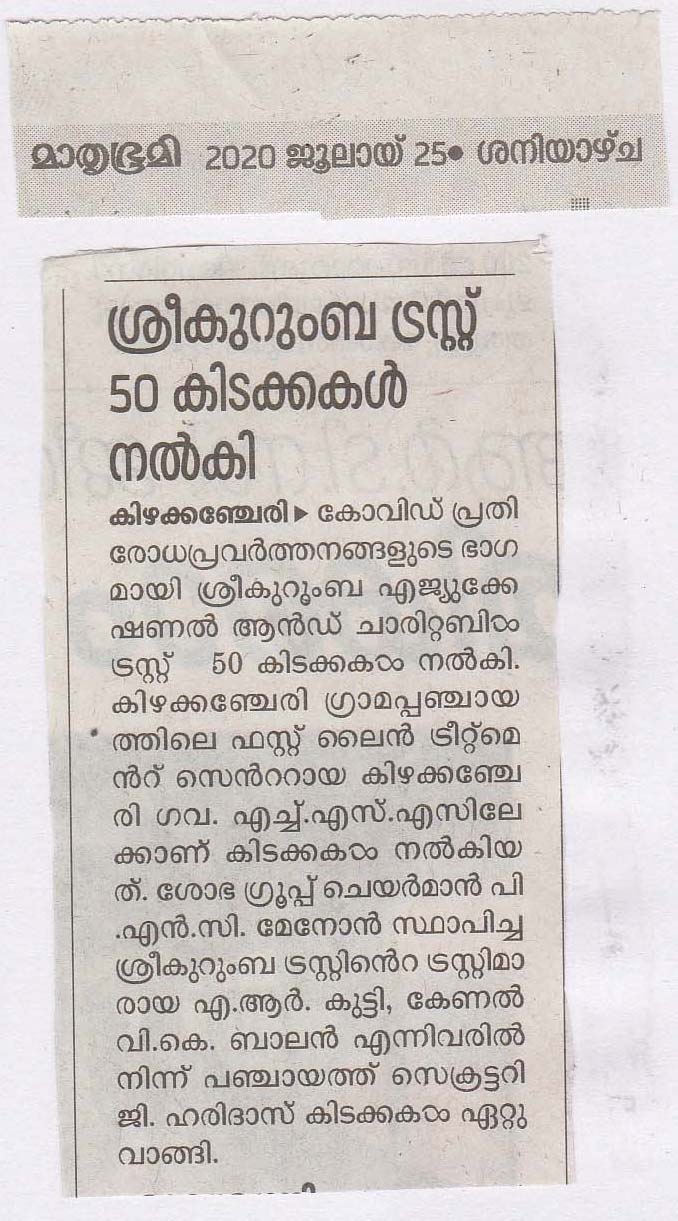 മാതൃഭൂമി 2020 ജൂലായ് 25• ശനിയാഴ്ച
ശ്രീകുറുംബ ട്രസ്റ്റ്
50 കിടക്കകൾ
നൽകി
കിഴക്കഞ്ചേരി▶ കോവിഡ് പ്രതി
രോധപ്രവർത്തനങ്ങളുടെ ഭാഗ
മായി ശ്രീകുറൂംബ എജ്യുക്കേ
ഷണൽ ആൻഡ് ചാരിറ്റബിൾ
ട്രസ്റ്റ് 50 കിടക്കകൾ നൽകി.
കിഴക്കഞ്ചേരി ഗ്രാമപ്പഞ്ചായ
ത്തിലെ ഫസ്റ്റ് ലൈൻ ട്രീറ്റ്മെ
ൻറ് സെൻററായ കിഴക്കഞ്ചേ
രി ഗവ. എച്ച്.എസ്.എസിലേ
ക്കാണ് കിടക്കകൾ നൽകിയ
ത്. ശോഭ ഗ്രൂപ്പ് ചെയർമാൻ പി
.എൻ.സി. മേനോൻ സ്ഥാപിച്ച
ശ്രീകുറുംബ ട്രസ്റ്റിൻെറ ട്രസ്റ്റിമാ
രായ എ.ആർ. കുട്ടി, കേണൽ
വി.കെ. ബാലൻ എന്നിവരിൽ
നിന്ന് പഞ്ചായത്ത് സെക്രട്ടറി
ജി. ഹരിദാസ് കിടക്കകൾ ഏറ്റു
വാങ്ങി.